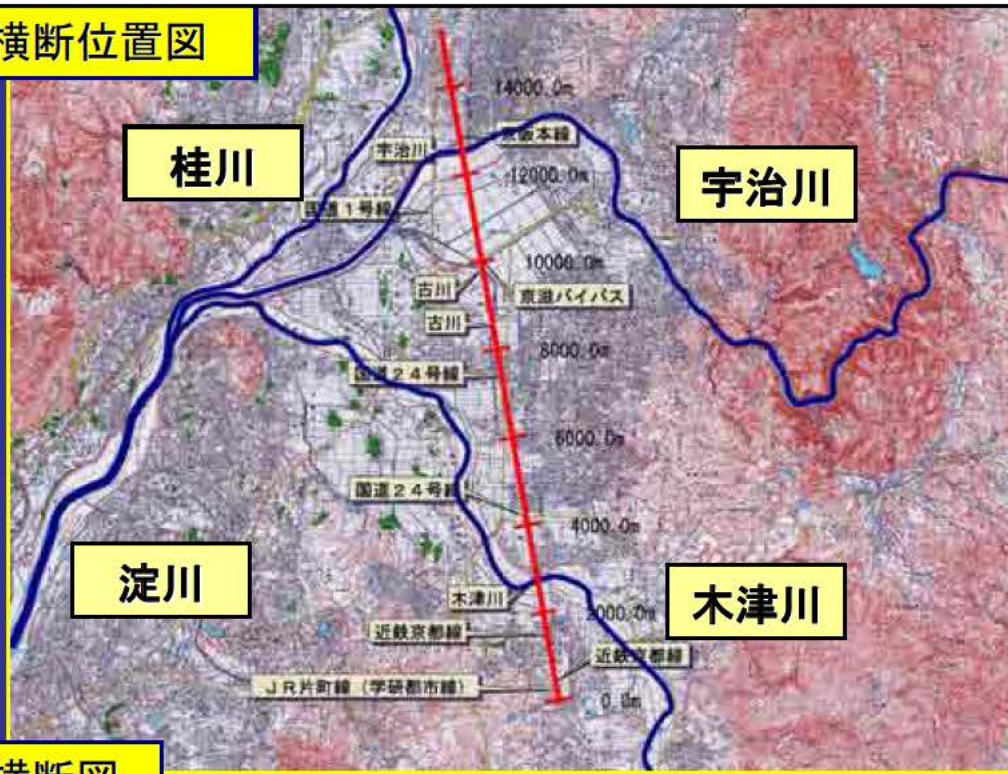 横断位置図
14000.0m
桂川
宇治川
京阪本線
宇治川
12000.0m
国道1号線
10000.0m
古川
京滋バイパス
古川
8000.0m
国道24号線
6000.0m
国道24号線
4000.0m
淀川
木津川
2000.0m
木津川
近鉄京都線
近鉄京都線
JR片町線(学研都市線)
0.0m
横断図